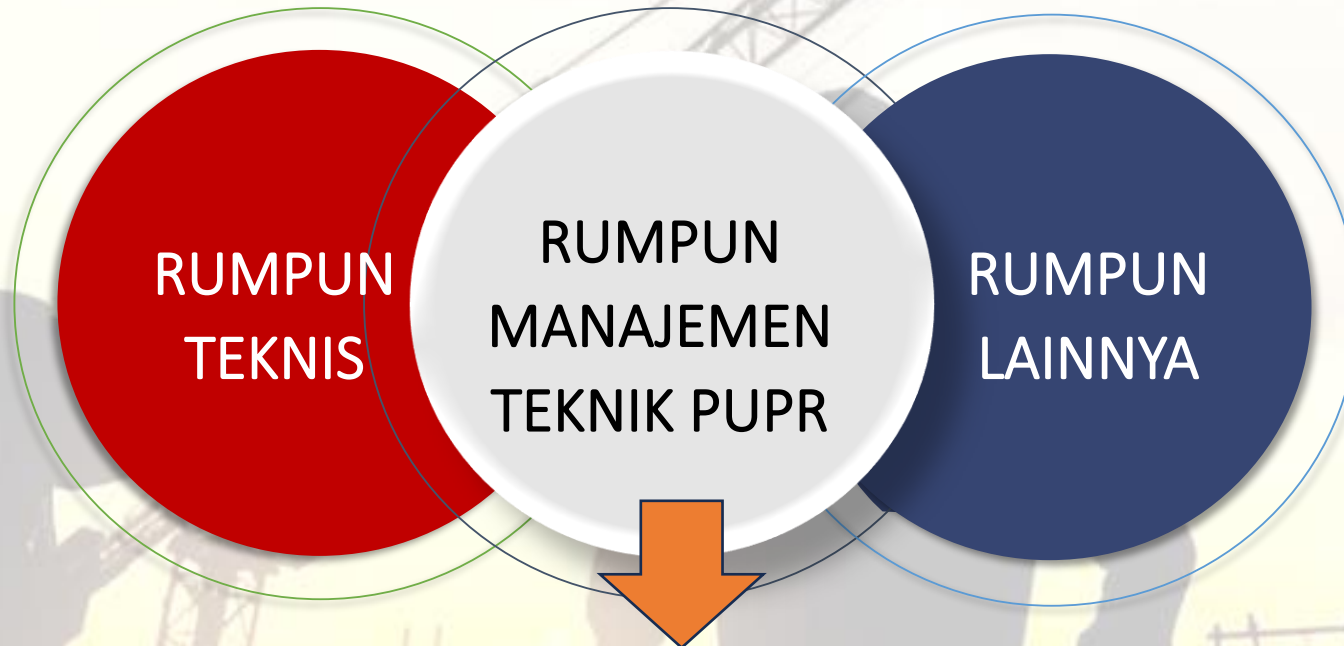 RUMPUN
TEKNIS
RUMPUN
MANAJEMEN
TEKNIK PUPR
RUMPUN
LAINNYA